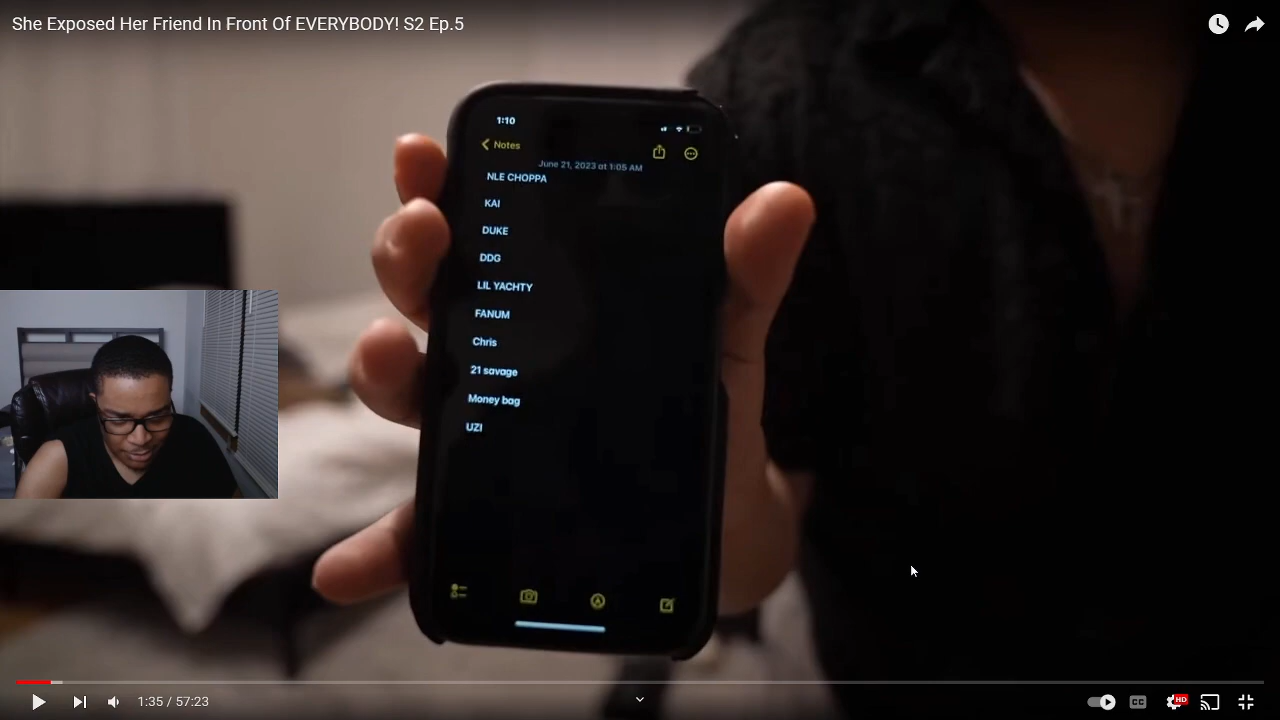 She Exposed Her Friend In Front Of EVERYBODY! S2 Ep.5
1:10
Notes
June 21, 2023 at 1:05 AM
NLE CHOPPA
KAI
DUKE
DDG
LIL YACHTY
FANUM
Chris
21 savage
Money bag
UZI
1:35 / 57:23
CC
HD